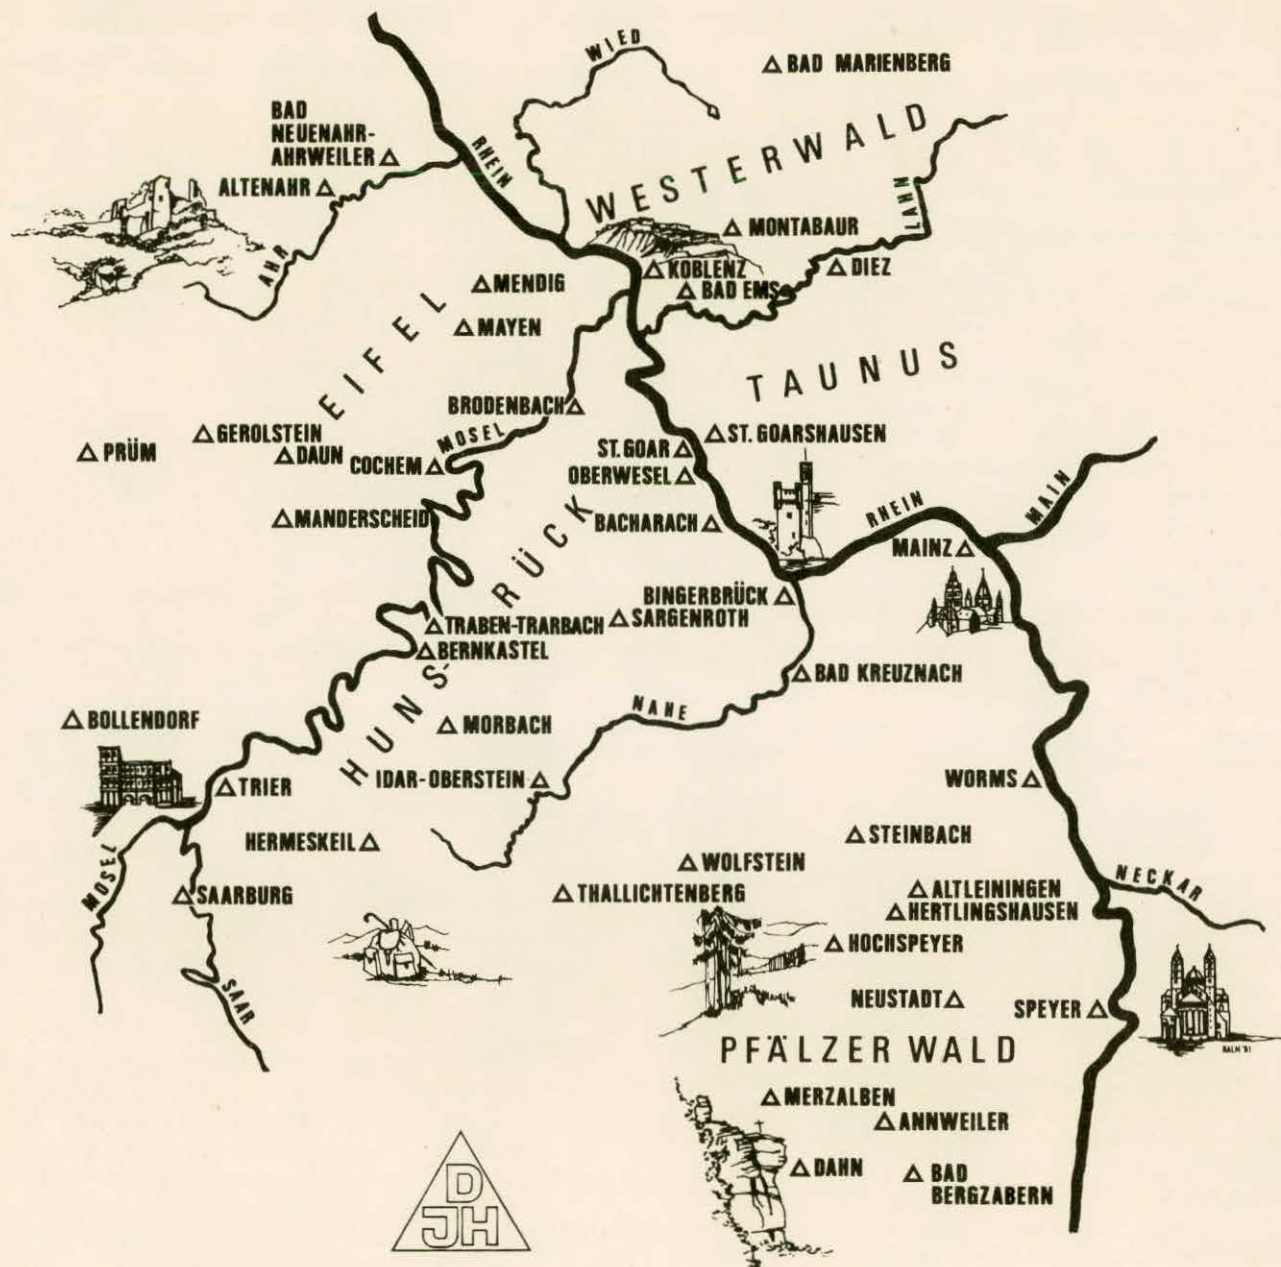 WIED
BAD MARIENBERG
BAD
NEUENAHR-
AHRWEILER
RHEIN
WESTERWALD
ALTENAHR
LAHN
MONTABAUR
AHR
KOBLENZ
DIEZ
MENDIG
BAD EMS
EIFEL
MAYEN
TAUNUS
BRODENBACH
MOSEL
GEROLSTEIN
ST. GOARSHAUSEN
PRÜM
DAUN
COCHEM
ST. GOAR
OBERWESEL
MAIN
MANDERSCHEID
BACHARACH
RHEIN
MAINZ
HUNS-RÜCK
BINGERBRÜCK
SARGENROTH
TRABEN-TRARBACH
BERNKASTEL
BAD KREUZNACH
NAHE
BOLLENDORF
MORBACH
TRIER
IDAR-OBERSTEIN
WORMS
HERMESKEIL
STEINBACH
MOSEL
WOLFSTEIN
NECKAR
SAARBURG
THALLICHTENBERG
ALTLEININGEN
HERTLINGSHAUSEN
HOCHSPEYER
SAAR
NEUSTADT
SPEYER
PFÄLZER WALD
MERZALBEN
ANNWEILER
DAHN
BAD
BERGZABERN
D
JH